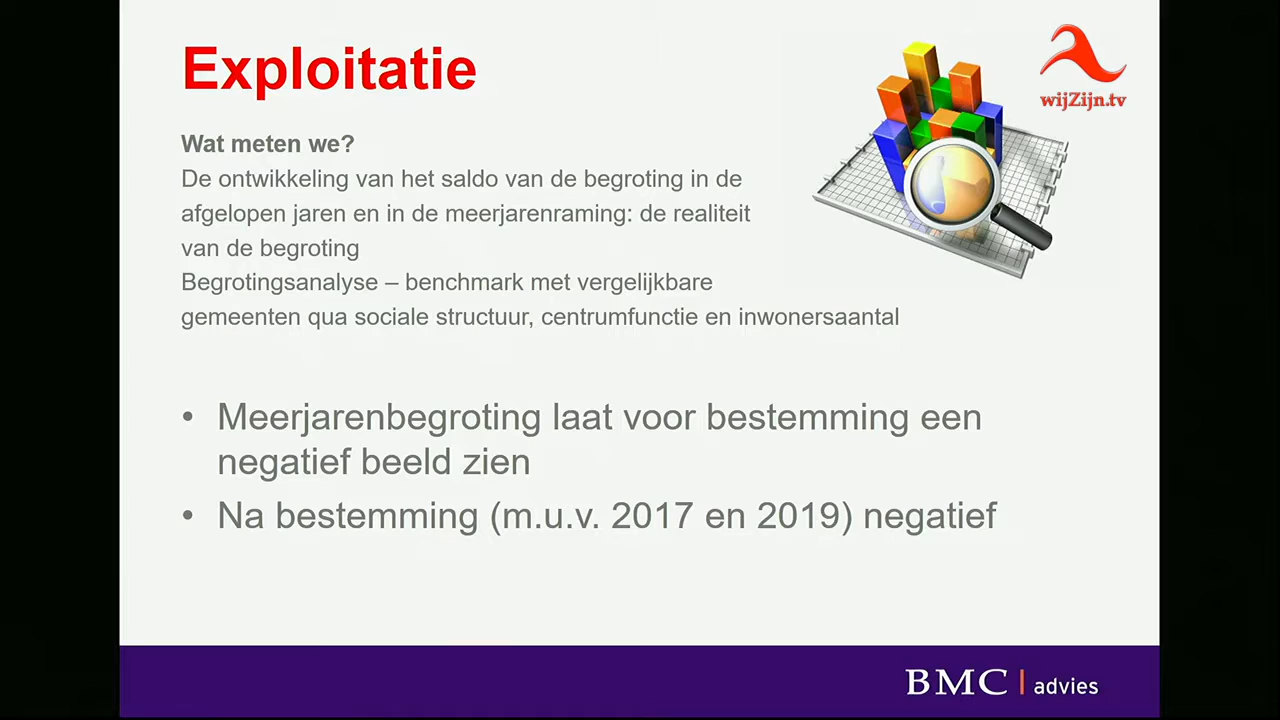 Exploitatie
wijZijn.tv
Wat meten we?
De ontwikkeling van het saldo van de begroting in de
afgelopen jaren en in de meerjarenraming: de realiteit
van de begroting
Begrotingsanalyse – benchmark met vergelijkbare
gemeenten qua sociale structuur, centrumfunctie en inwonersaantal
• Meerjarenbegroting laat voor bestemming een
negatief beeld zien
• Na bestemming (m.u.v. 2017 en 2019) negatief
BMC | advies